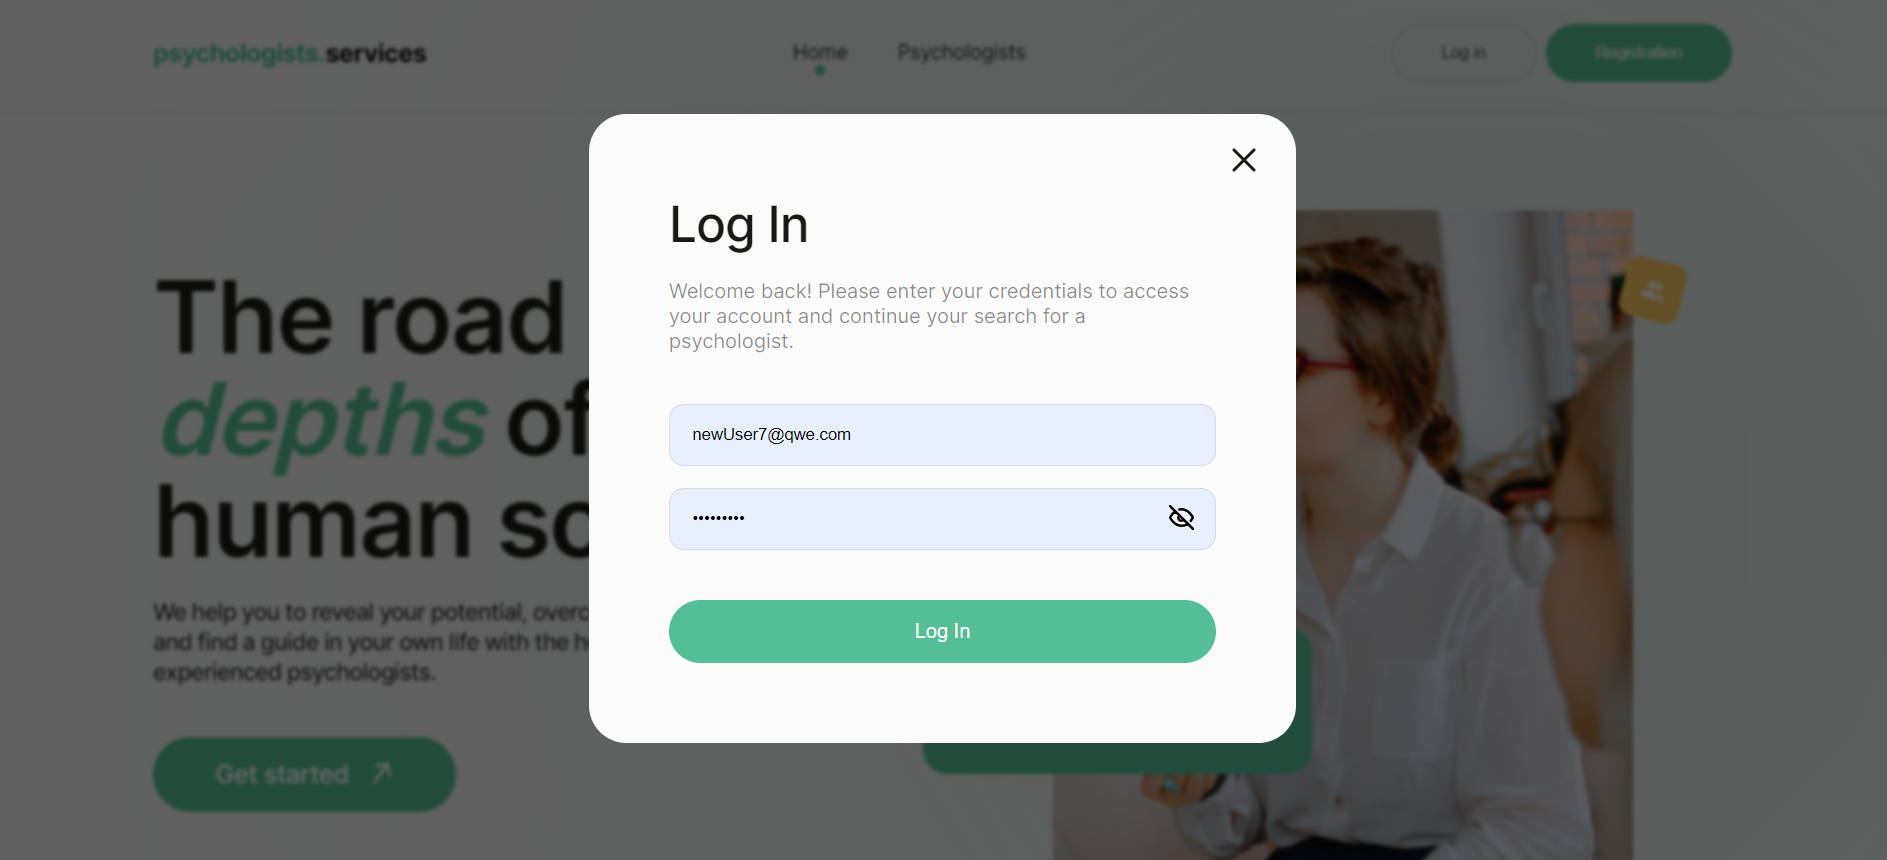 psychologists.services
Home
Psychologists
Log in
Registration
Log In
Welcome back! Please enter your credentials to access
your account and continue your search for a
psychologist.
newUser7@qwe.com
•••••••••
Log In
The road
depths of
human so
We help you to reveal your potential, overc
and find a guide in your own life with the h
experienced psychologists.
Get started